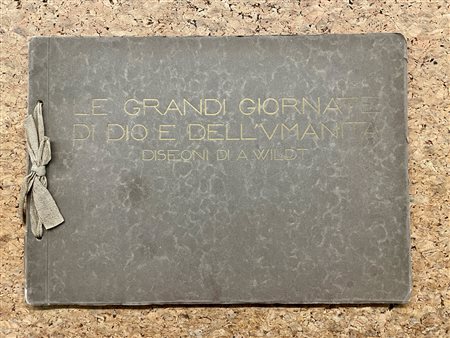 LE GRANDI GIORNATE
DI DIO E DELL'VMANITÀ
DISEGNI DI A WILDT